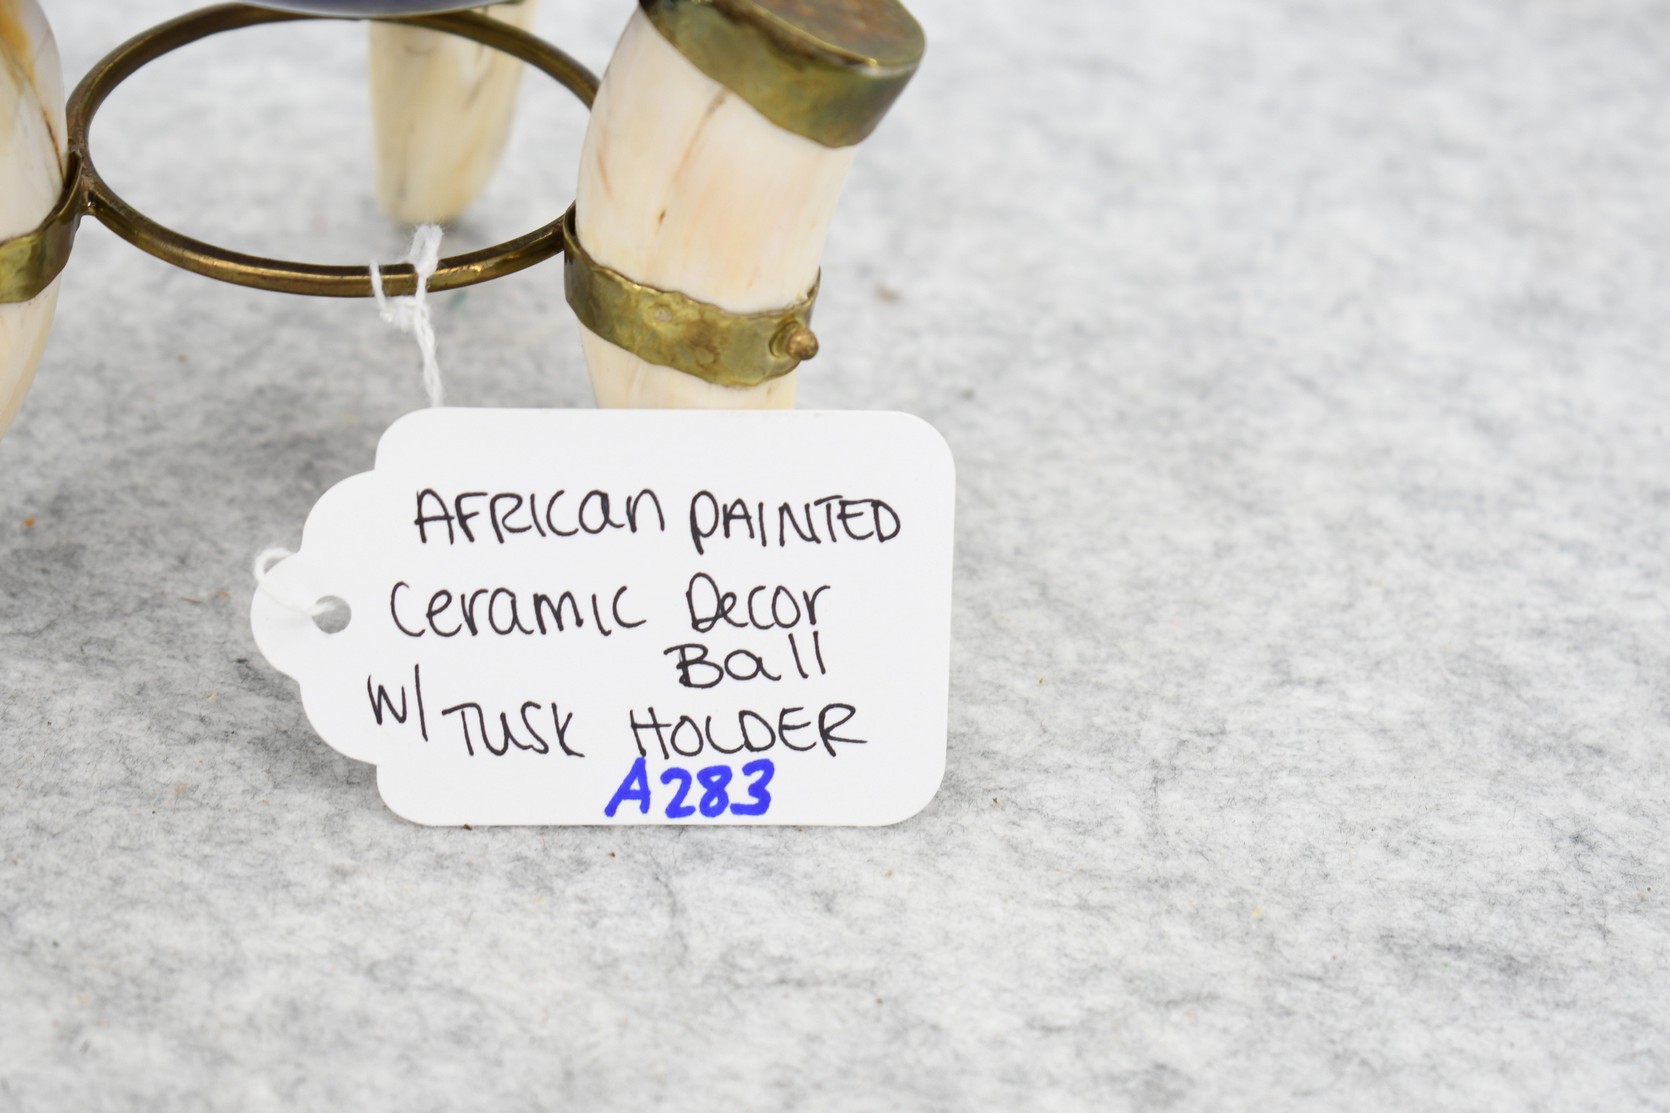 AFRICan PAINTED
Ceramic Decor
Ball
W/ TUSK HOLDER
A283